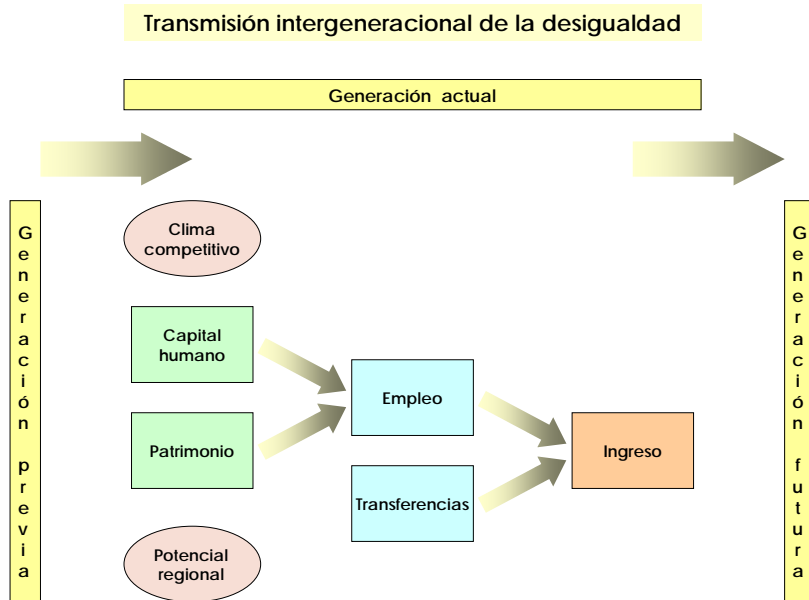 Transmisión intergeneracional de la desigualdad
Generación actual
Generación previa
Clima
competitivo
Capital
humano
Patrimonio
Potencial
regional
Empleo
Transferencias
Ingreso
Generación futura